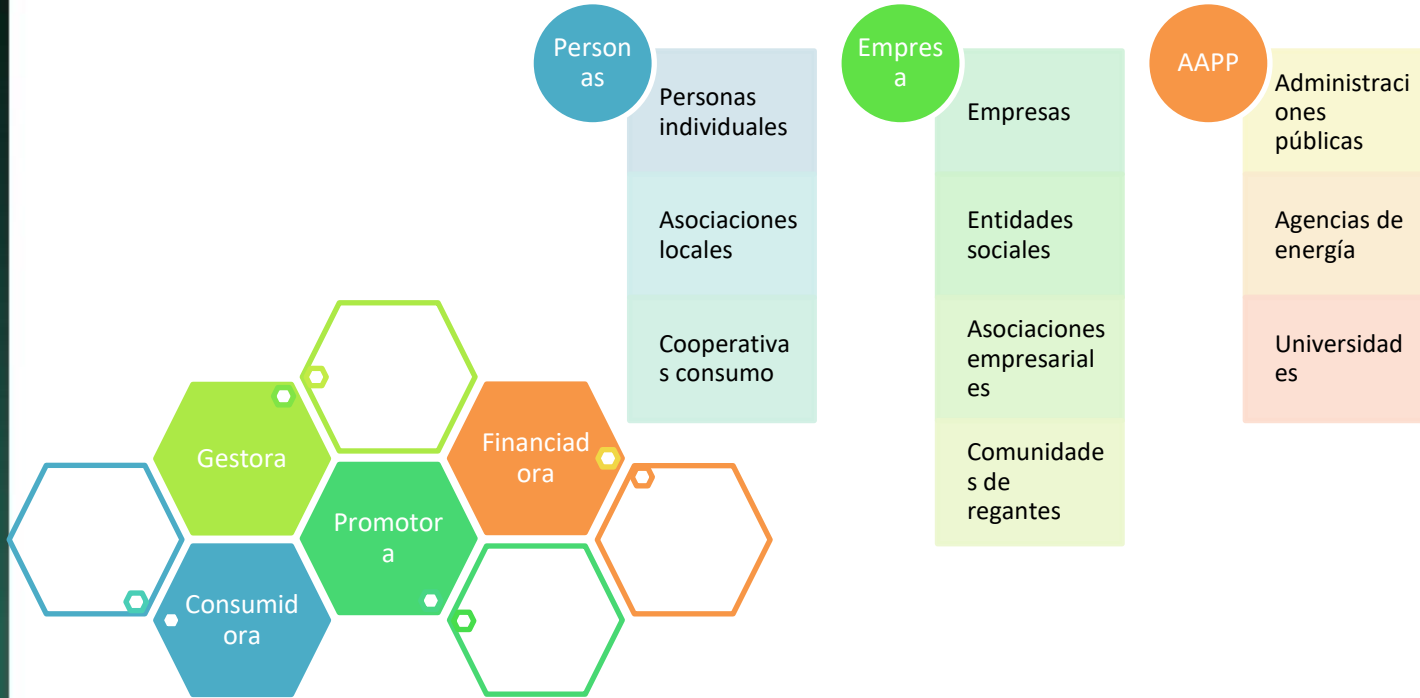 Person
as
Personas
individuales
Asociaciones
locales
Cooperativa
s consumo
Empres
a
Empresas
Entidades
sociales
Asociaciones
empresarial
es
Comunidade
s de
regantes
AAPP
Administraci
ones
públicas
Agencias de
energía
Universidad
es
Gestora
Financiad
ora
Promotor
a
Consumid
ora